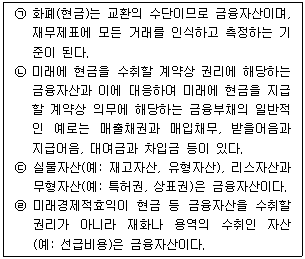 ㉠ 화폐(현금)는 교환의 수단이므로 금융자산이며,
재무제표에 모든 거래를 인식하고 측정하는 기
준이 된다.
㉡ 미래에 현금을 수취할 계약상 권리에 해당하는
금융자산과 이에 대응하여 미래에 현금을 지급
할 계약상 의무에 해당하는 금융부채의 일반적
인 예로는 매출채권과 매입채무, 받을어음과
지급어음, 대여금과 차입금 등이 있다.
㉢ 실물자산(예: 재고자산, 유형자산), 리스자산과
무형자산(예: 특허권, 상표권)은 금융자산이다.
㉣ 미래경제적효익이 현금 등 금융자산을 수취할
권리가 아니라 재화나 용역의 수취인 자산
(예: 선급비용)은 금융자산이다.